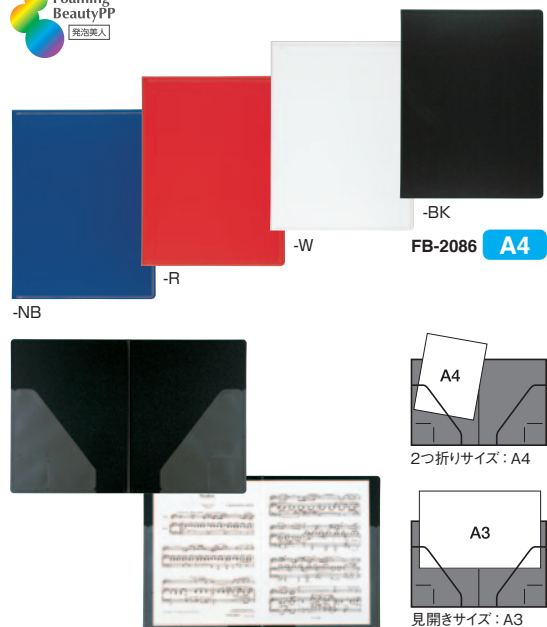 Foaming
BeautyPP
発泡美人
-BK
FB-2086 A4
-W
-R
-NB
A4
2つ折りサイズ：A4
A3
見開きサイズ：A3